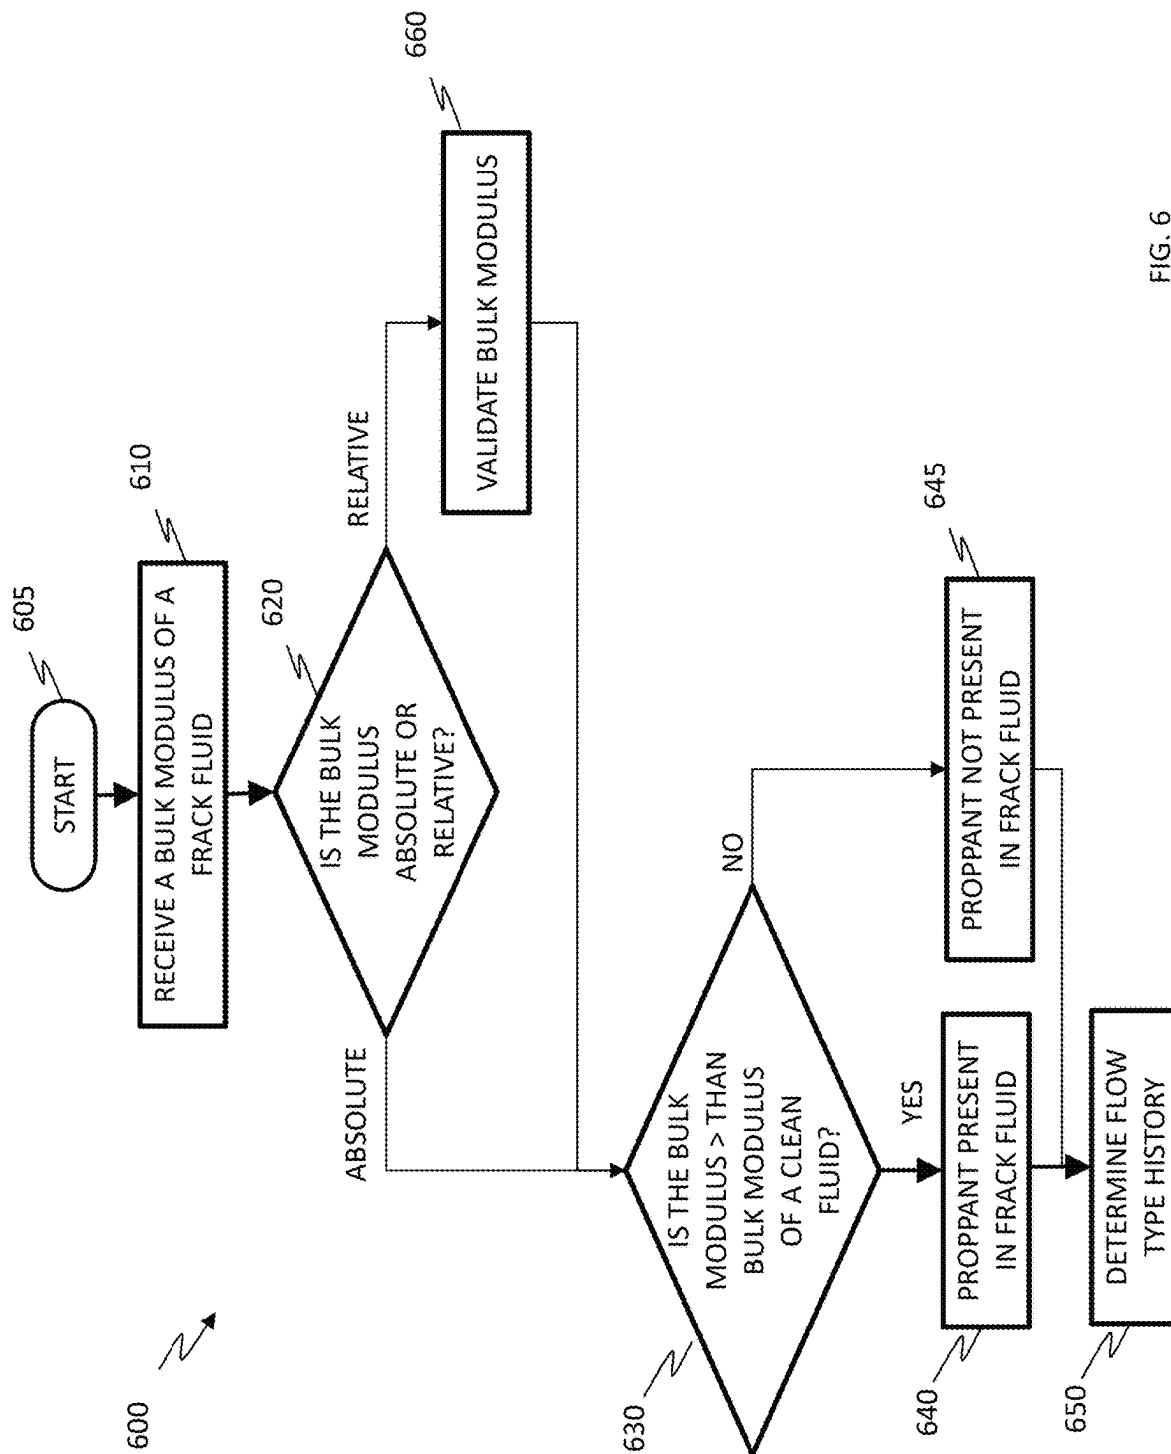 600
START
605
RECEIVE A BULK MODULUS OF A
FRACK FLUID
610
IS THE BULK
MODULUS
ABSOLUTE OR
RELATIVE?
620
ABSOLUTE
RELATIVE
VALIDATE BULK MODULUS
660
IS THE BULK
MODULUS > THAN
BULK MODULUS
OF A CLEAN
FLUID?
630
YES
NO
PROPPANT PRESENT
IN FRACK FLUID
640
PROPPANT NOT PRESENT
IN FRACK FLUID
645
DETERMINE FLOW
TYPE HISTORY
650
FIG. 6